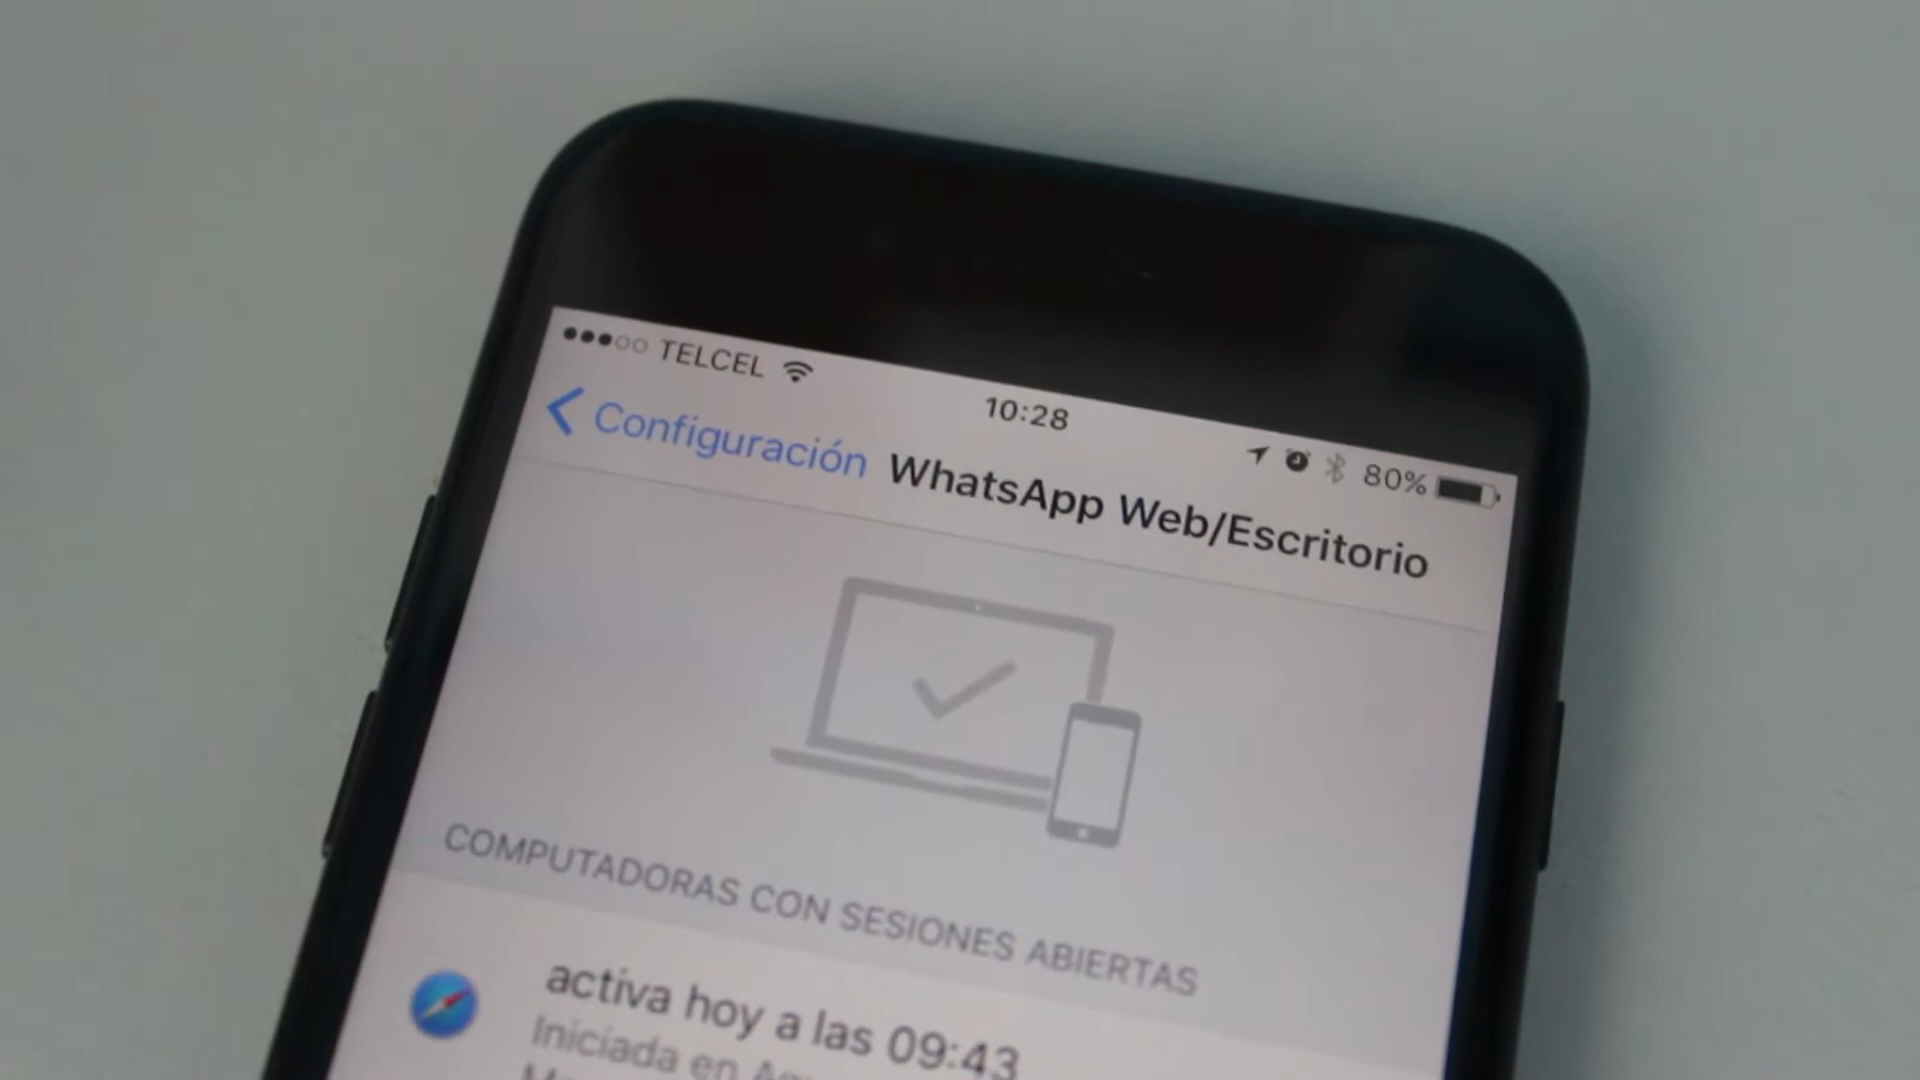 TELCEL
10:28
80%
Configuración
WhatsApp Web/Escritorio
COMPUTADORAS CON SESIONES ABIERTAS
activa hoy a las 09:43
Iniciada en